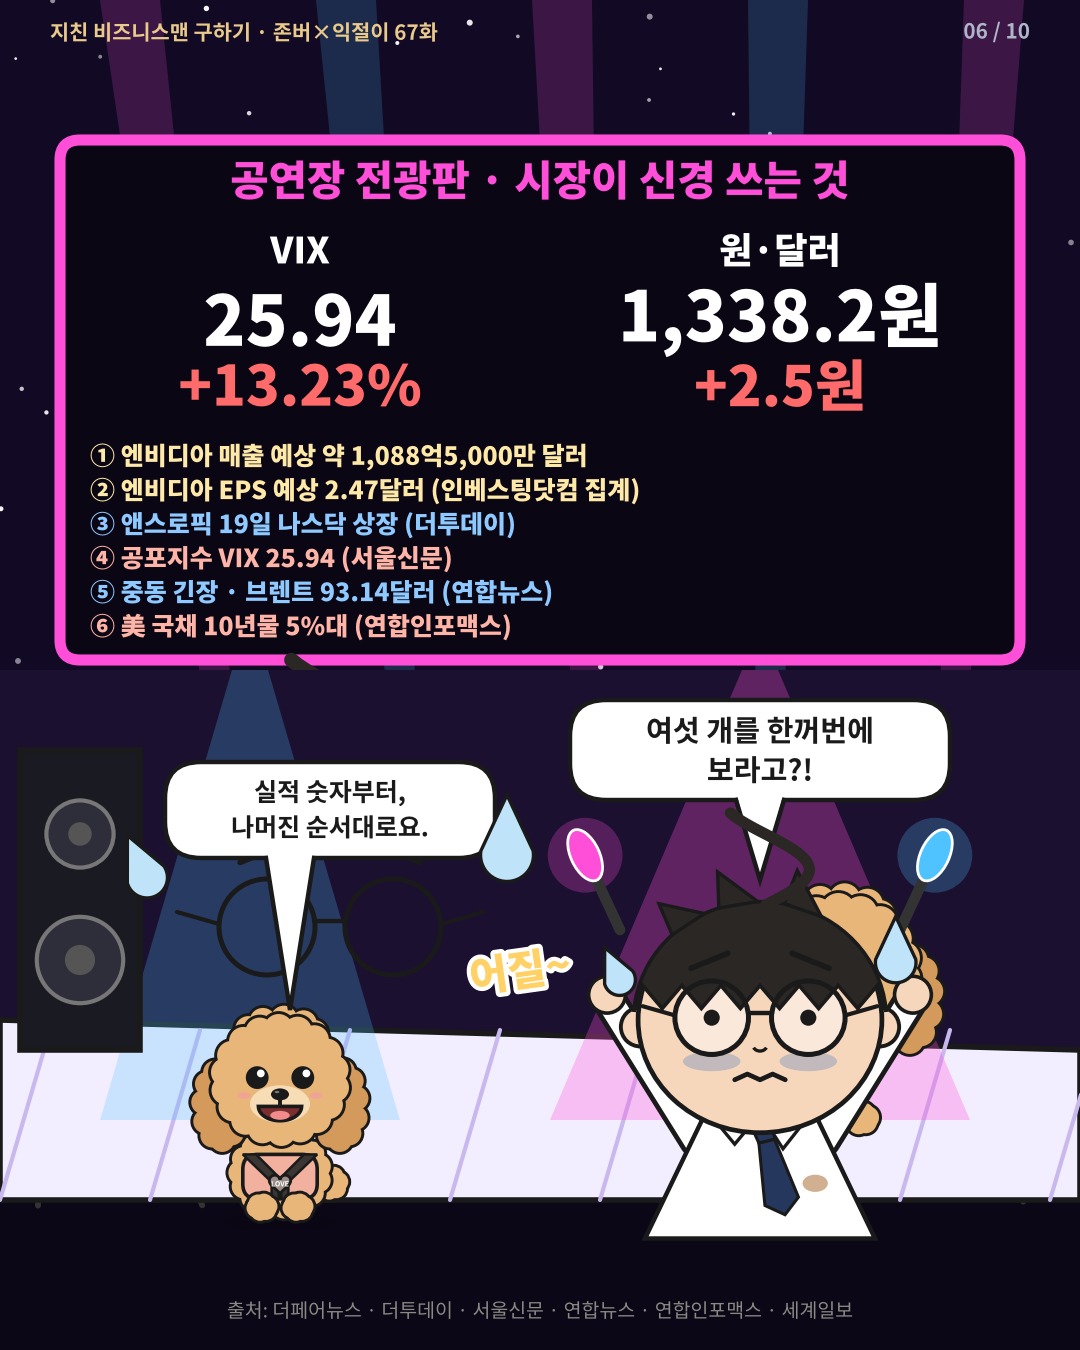 지친 비즈니스맨 구하기 · 존버×익절이 67화
06 / 10
공연장 전광판 · 시장이 신경 쓰는 것
VIX
25.94
+13.23%
원·달러
1,338.2원
+2.5원
① 엔비디아 매출 예상 약 1,088억5,000만 달러
② 엔비디아 EPS 예상 2.47달러 (인베스팅닷컴 집계)
③ 앤스로픽 19일 나스닥 상장 (더투데이)
④ 공포지수 VIX 25.94 (서울신문)
⑤ 중동 긴장 · 브렌트 93.14달러 (연합뉴스)
⑥ 美 국채 10년물 5%대 (연합인포맥스)
여섯 개를 한꺼번에
보라고?!
실적 숫자부터,
나머진 순서대로요.
어질~
LOVE
출처: 더페어뉴스 · 더투데이 · 서울신문 · 연합뉴스 · 연합인포맥스 · 세계일보